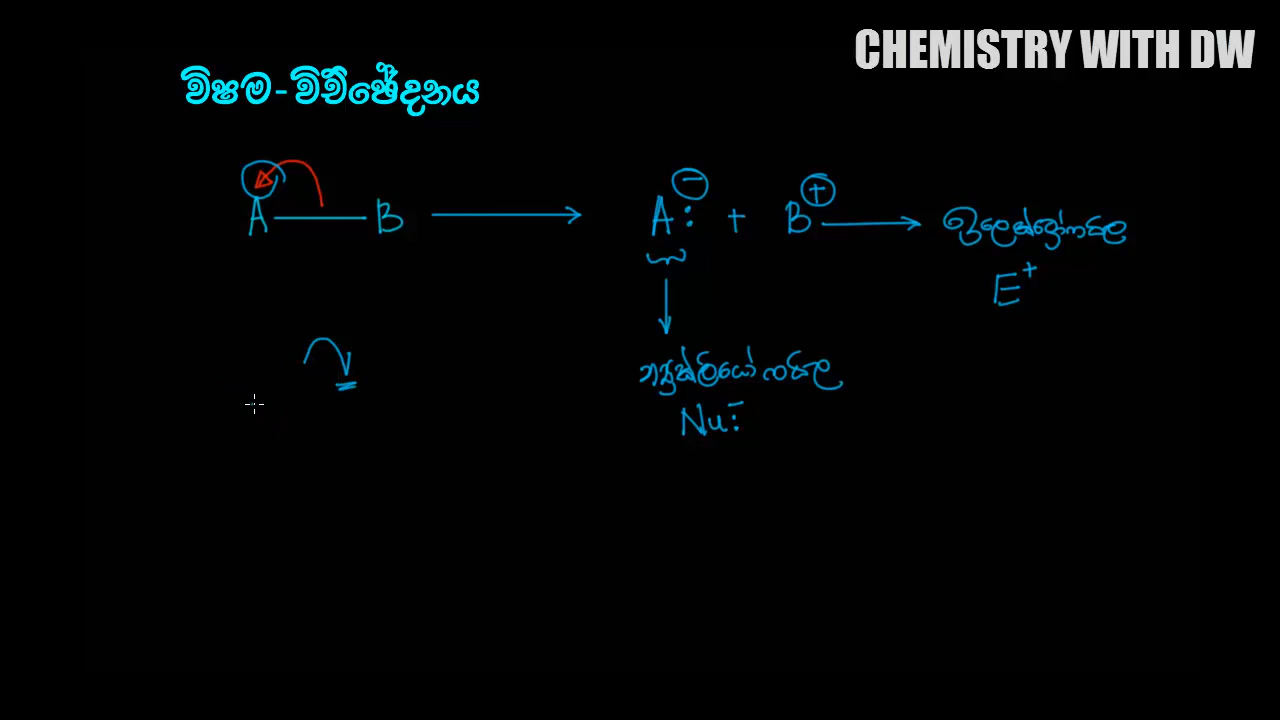 CHEMISTRY WITH DW
විෂම-විච්ඡේදනය
A — B → A:⊖ + B⊕ → ඉලෙක්ට්‍රෝෆයිල
E⁺
නියුක්ලියෝෆයිල
Nu:⁻